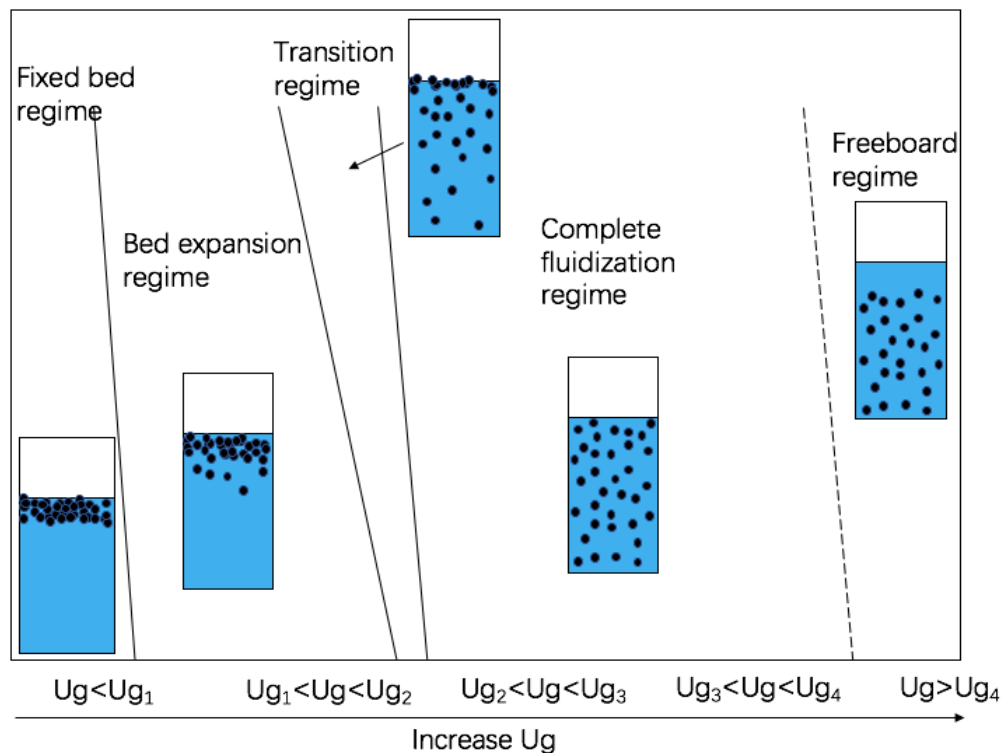 Fixed bed
regime
Transition
regime
Bed expansion
regime
Complete
fluidization
regime
Freeboard
regime
Ug<Ug₁
Ug₁<Ug<Ug₂
Ug₂<Ug<Ug₃
Ug₃<Ug<Ug₄
Ug>Ug₄
Increase Ug